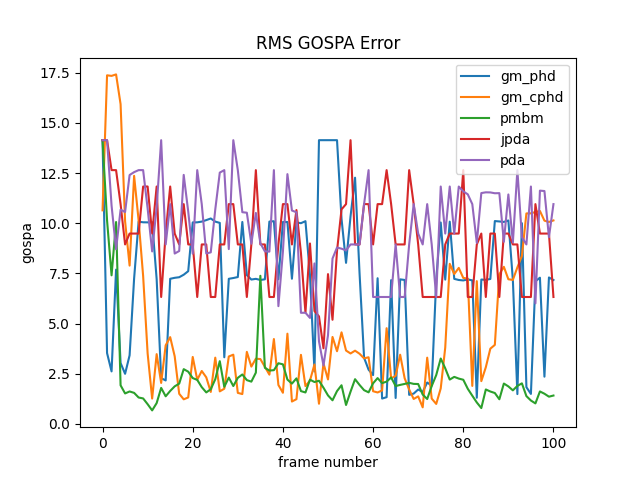 RMS GOSPA Error
gm_phd
gm_cphd
pmbm
jpda
pda
17.5
15.0
12.5
10.0
7.5
5.0
2.5
0.0
gospa
0 20 40 60 80 100
frame number